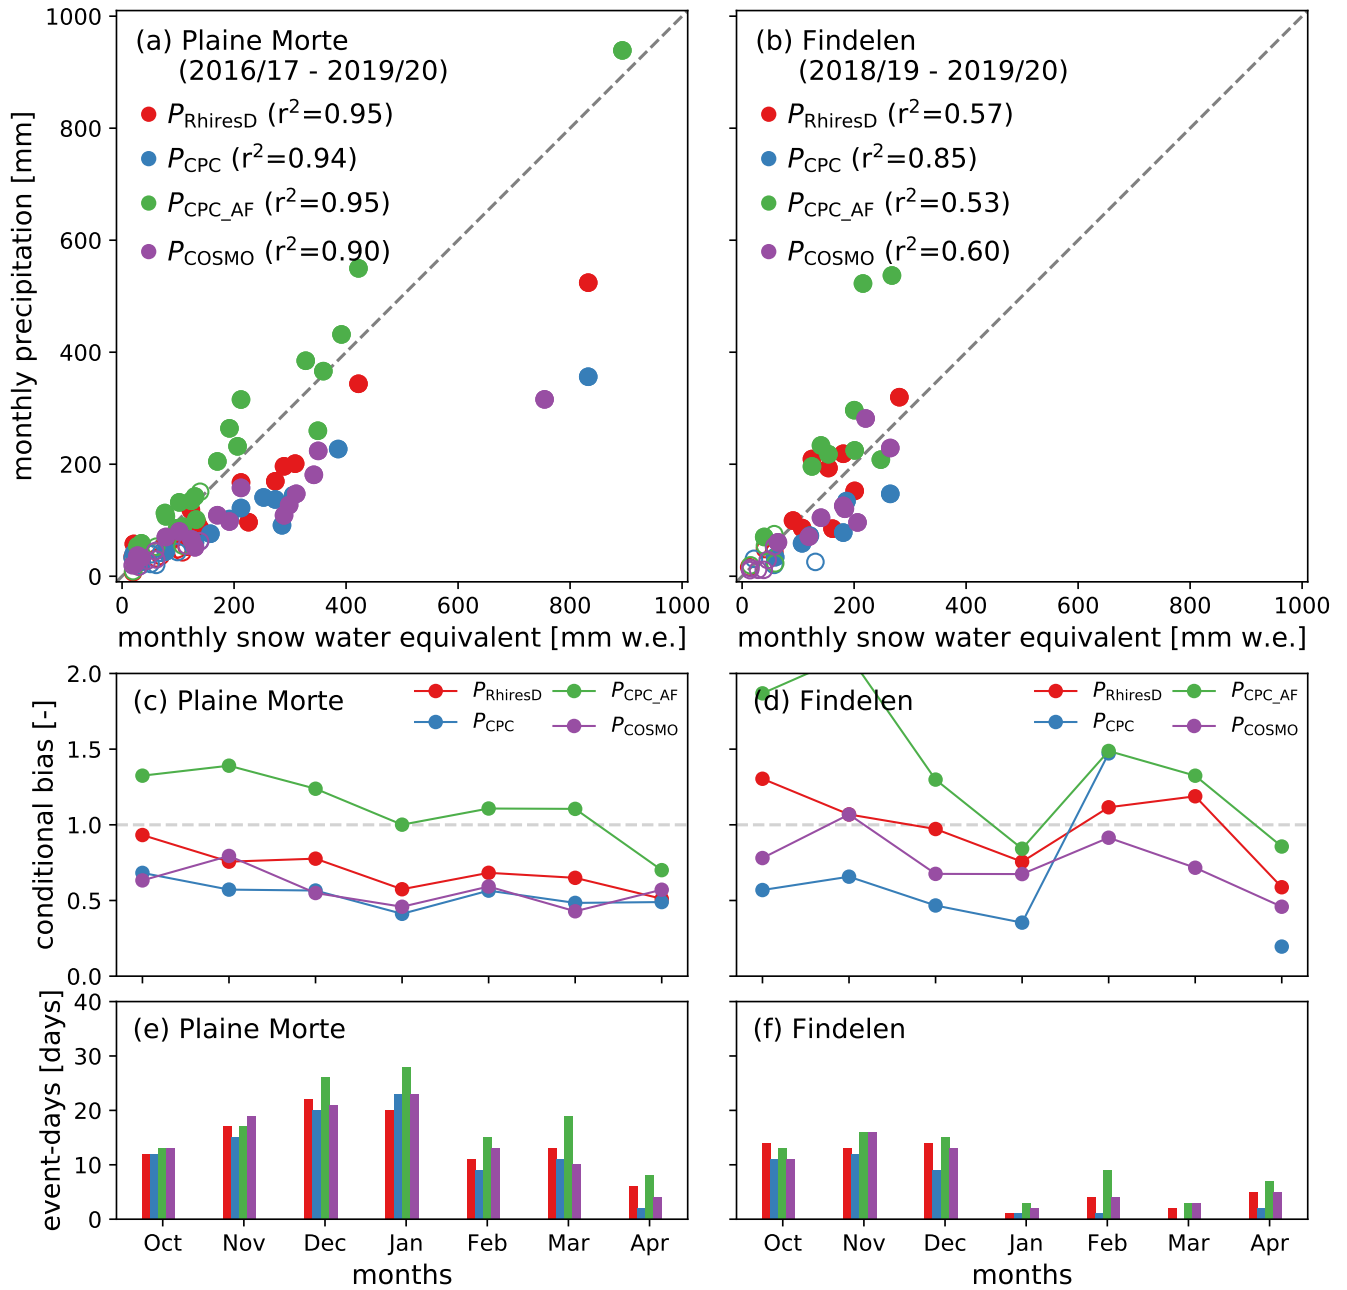 (a) Plaine Morte
(2016/17 - 2019/20)
P_RhiresD (r²=0.95)
P_CPC (r²=0.94)
P_CPC_AF (r²=0.95)
P_COSMO (r²=0.90)
monthly precipitation [mm]
1000
800
600
400
200
0
0 200 400 600 800 1000
monthly snow water equivalent [mm w.e.]
(b) Findelen
(2018/19 - 2019/20)
P_RhiresD (r²=0.57)
P_CPC (r²=0.85)
P_CPC_AF (r²=0.53)
P_COSMO (r²=0.60)
0 200 400 600 800 1000
monthly snow water equivalent [mm w.e.]
(c) Plaine Morte
P_RhiresD P_CPC_AF
P_CPC P_COSMO
conditional bias [-]
2.0
1.5
1.0
0.5
0.0
(d) Findelen
P_RhiresD P_CPC_AF
P_CPC P_COSMO
(e) Plaine Morte
event-days [days]
40
30
20
10
0
Oct Nov Dec Jan Feb Mar Apr
months
(f) Findelen
Oct Nov Dec Jan Feb Mar Apr
months